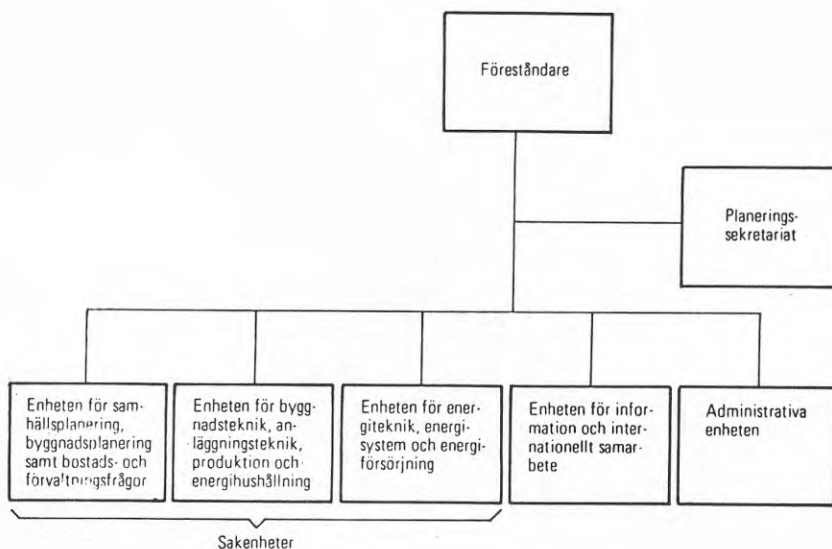 Föreståndare
Planerings-
sekretariat
Enheten för sam-
hällsplanering,
byggnadsplanering
samt bostads- och
förvaltningsfrågor
Enheten för bygg-
nadsteknik, an-
läggningsteknik,
produktion och
energihushållning
Enheten för ener-
giteknik, energi-
system och energi-
försörjning
Enheten för infor-
mation och inter-
nationellt samar-
bete
Administrativa
enheten
Sakenheter